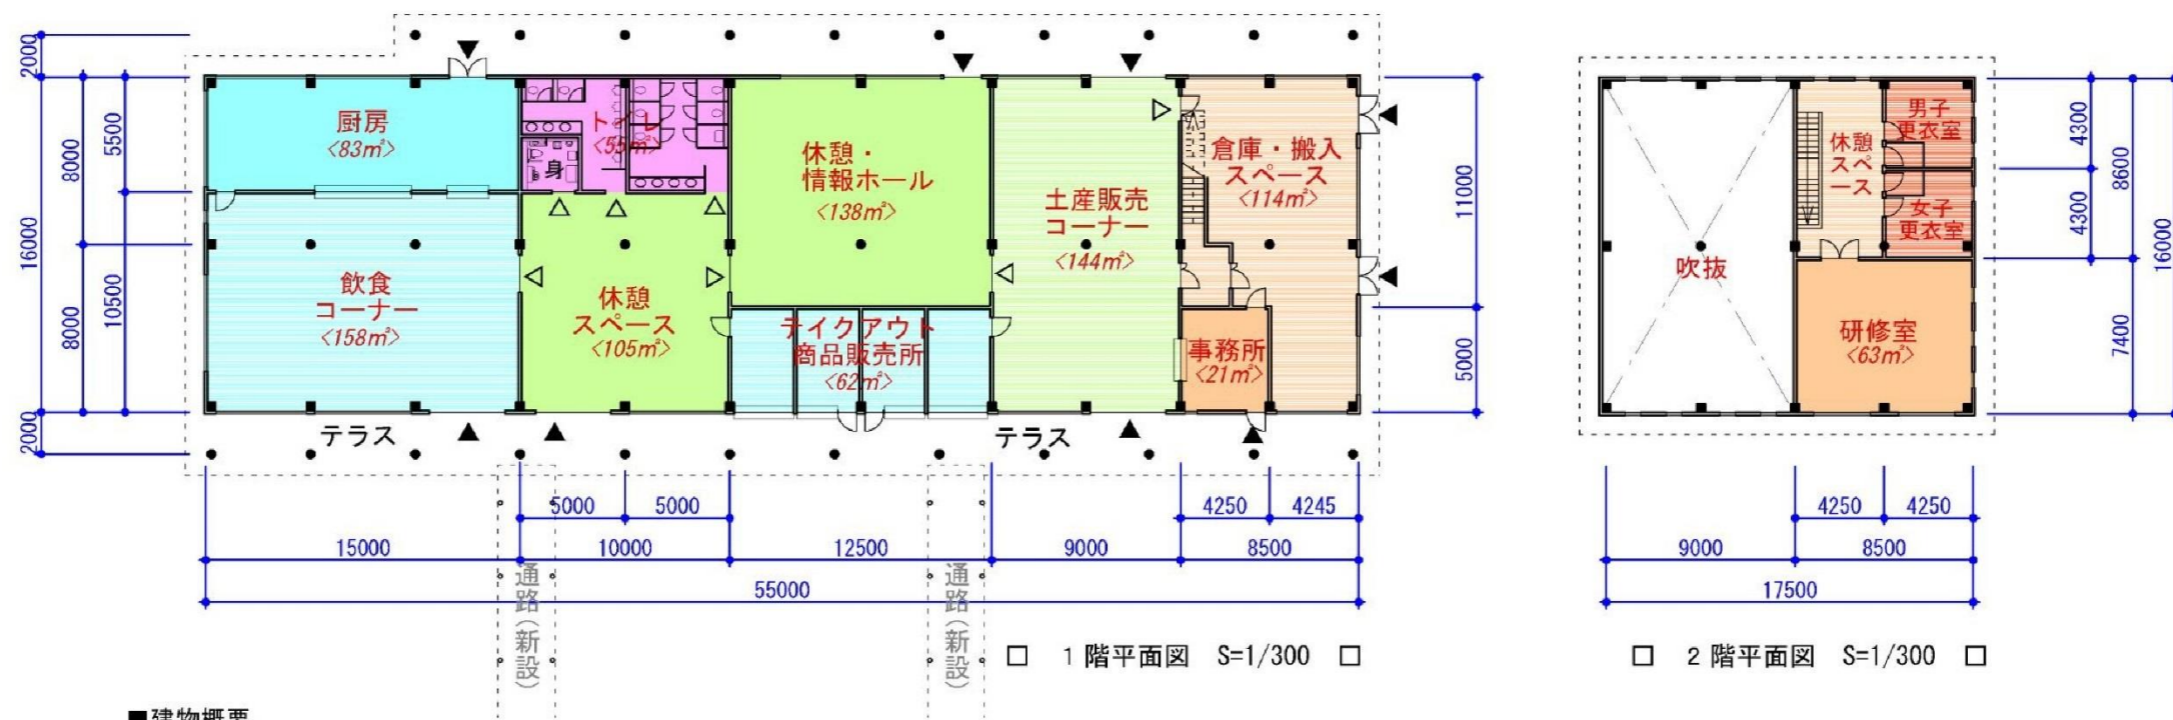 2000
8000
16000
8000
2000
5500
10500
厨房
<83㎡>
トイレ
<55㎡>
身
休憩・
情報ホール
<138㎡>
土産販売
コーナー
<144㎡>
倉庫・搬入
スペース
<114㎡>
飲食
コーナー
<158㎡>
休憩
スペース
<105㎡>
テイクアウト
商品販売所
<62㎡>
事務所
<21㎡>
11000
5000
テラス
テラス
5000
5000
4250
4245
15000
10000
12500
9000
8500
55000
通路(新設)
通路(新設)
□ 1階平面図 S=1/300 □
吹抜
休憩
スペ
ース
男子
更衣室
女子
更衣室
研修室
<63㎡>
4300
4300
8600
7400
16000
4250
4250
9000
8500
17500
□ 2階平面図 S=1/300 □
■建物概要